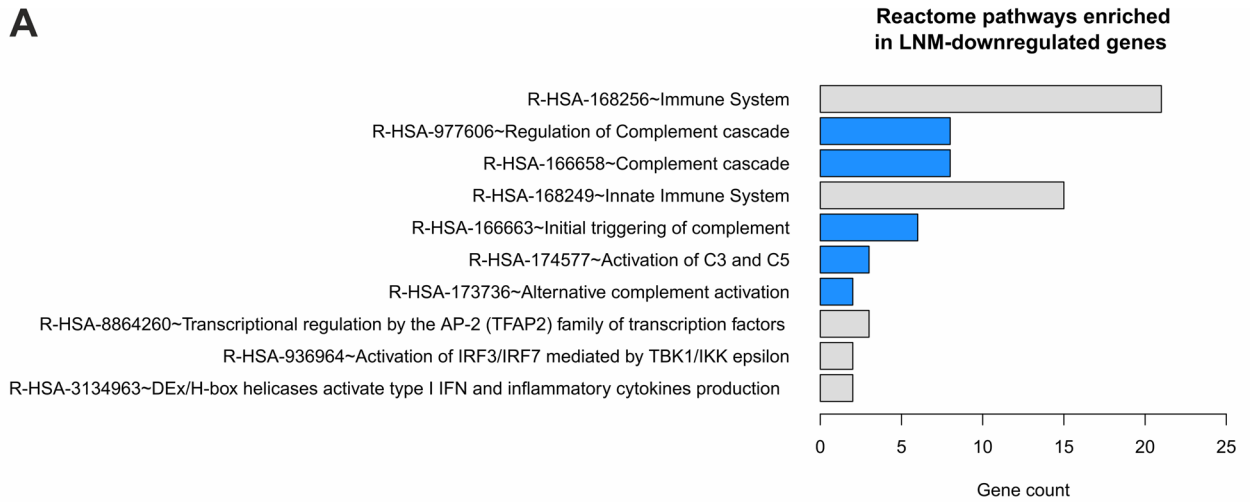 A
Reactome pathways enriched
in LNM-downregulated genes
R-HSA-168256~Immune System
R-HSA-977606~Regulation of Complement cascade
R-HSA-166658~Complement cascade
R-HSA-168249~Innate Immune System
R-HSA-166663~Initial triggering of complement
R-HSA-174577~Activation of C3 and C5
R-HSA-173736~Alternative complement activation
R-HSA-8864260~Transcriptional regulation by the AP-2 (TFAP2) family of transcription factors
R-HSA-936964~Activation of IRF3/IRF7 mediated by TBK1/IKK epsilon
R-HSA-3134963~DEx/H-box helicases activate type I IFN and inflammatory cytokines production
0 5 10 15 20 25
Gene count